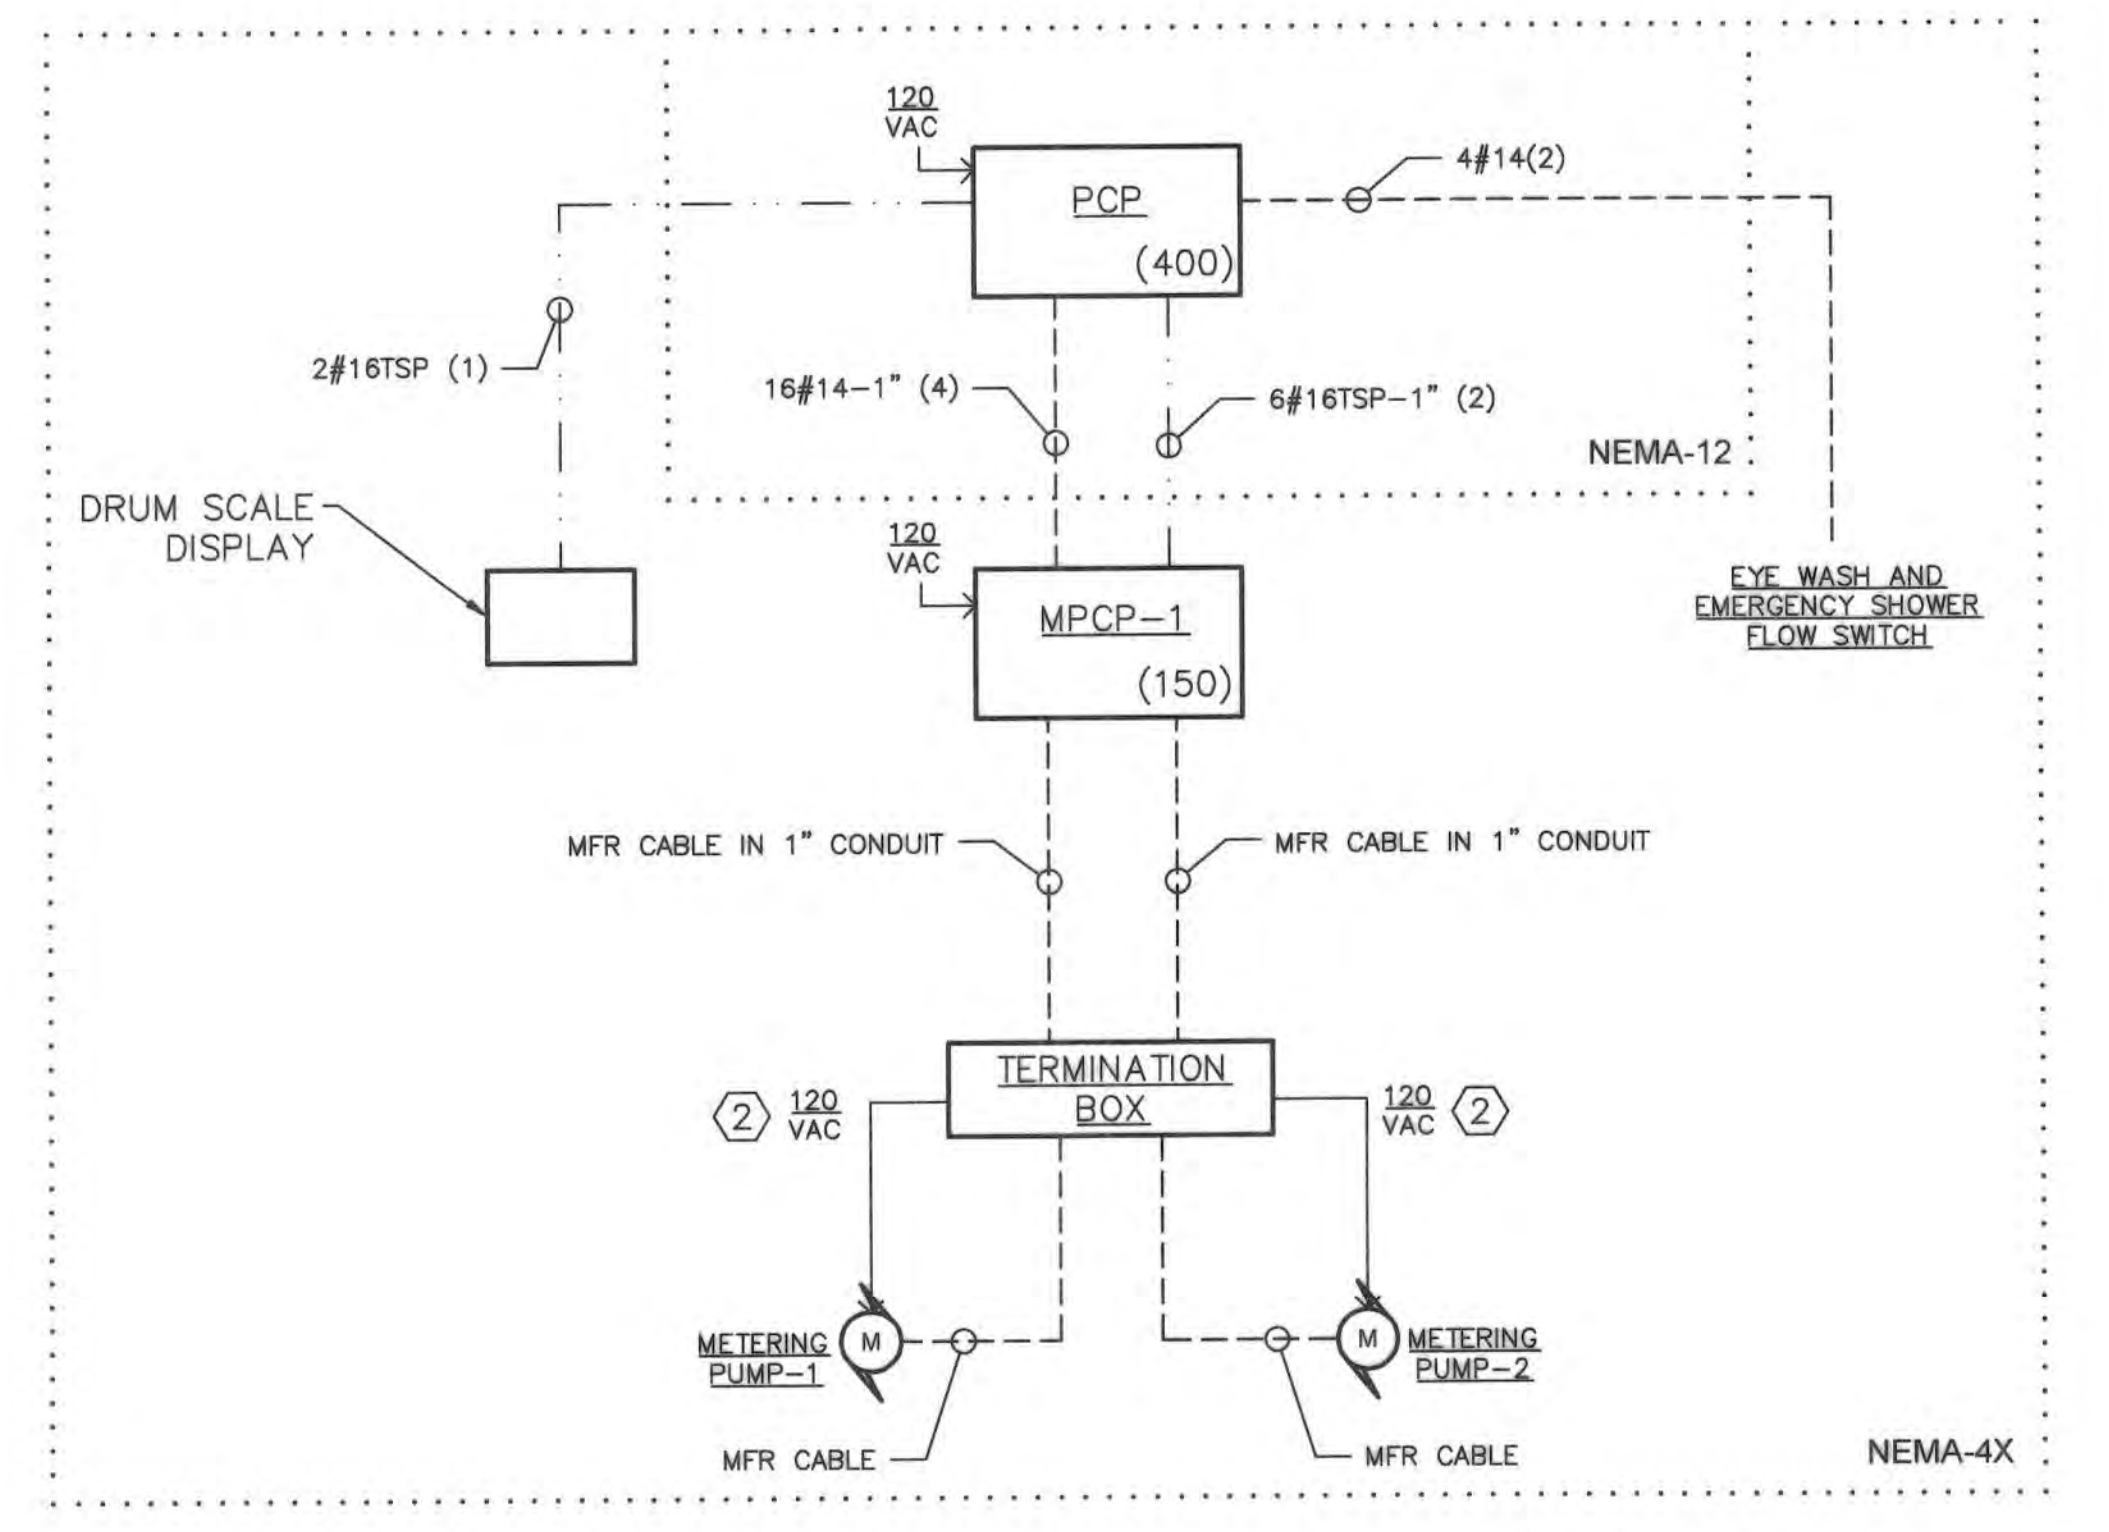 120
VAC
PCP
(400)
4#14(2)
2#16TSP (1)
16#14-1" (4)
6#16TSP-1" (2)
NEMA-12
DRUM SCALE
DISPLAY
120
VAC
MPCP-1
(150)
EYE WASH AND
EMERGENCY SHOWER
FLOW SWITCH
MFR CABLE IN 1" CONDUIT
MFR CABLE IN 1" CONDUIT
TERMINATION
BOX
2
120
VAC
120
VAC
2
METERING
PUMP-1
M
M
METERING
PUMP-2
MFR CABLE
MFR CABLE
NEMA-4X